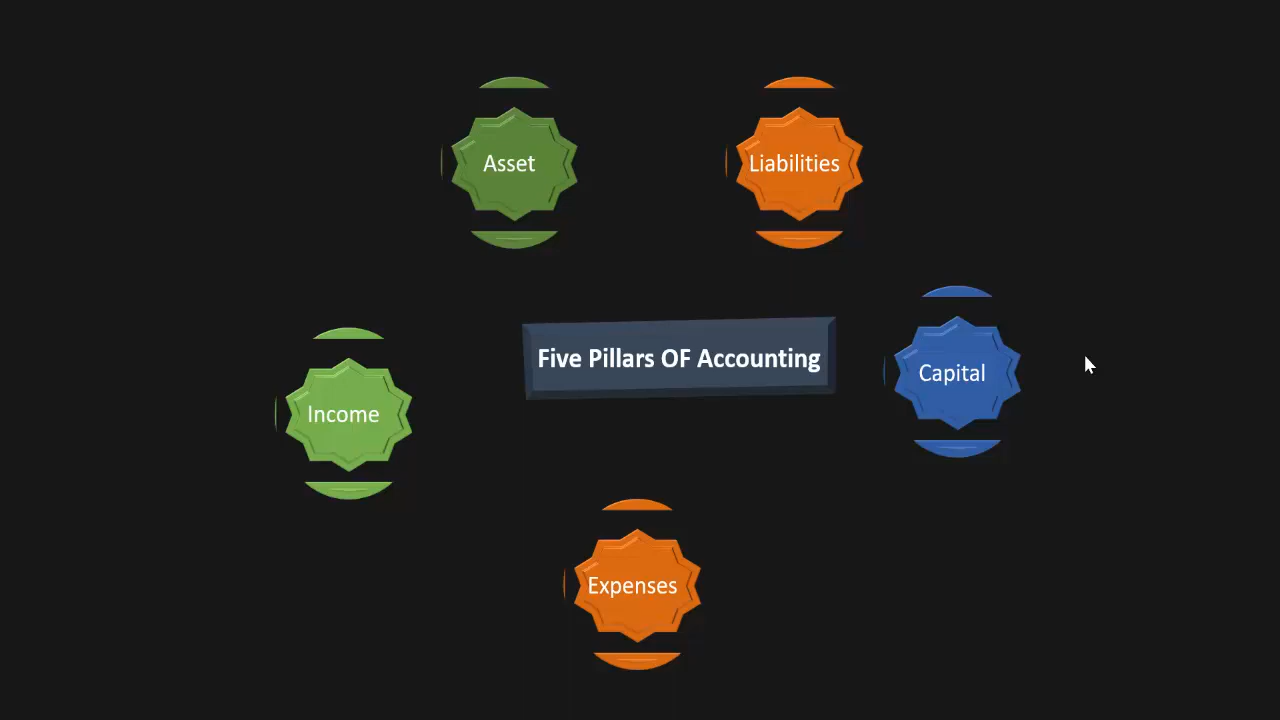 Asset
Liabilities
Five Pillars OF Accounting
Capital
Income
Expenses